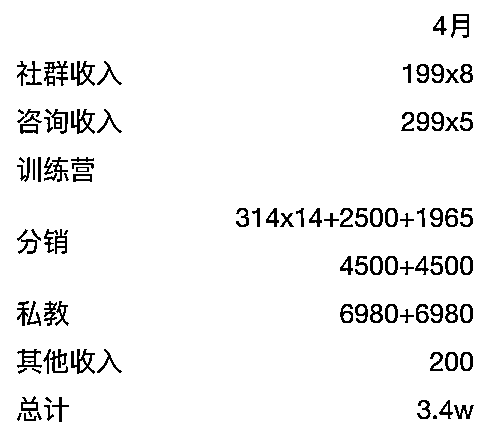 4月
社群收入 199x8
咨询收入 299x5
训练营
分销 314x14+2500+1965
4500+4500
私教 6980+6980
其他收入 200
总计 3.4w